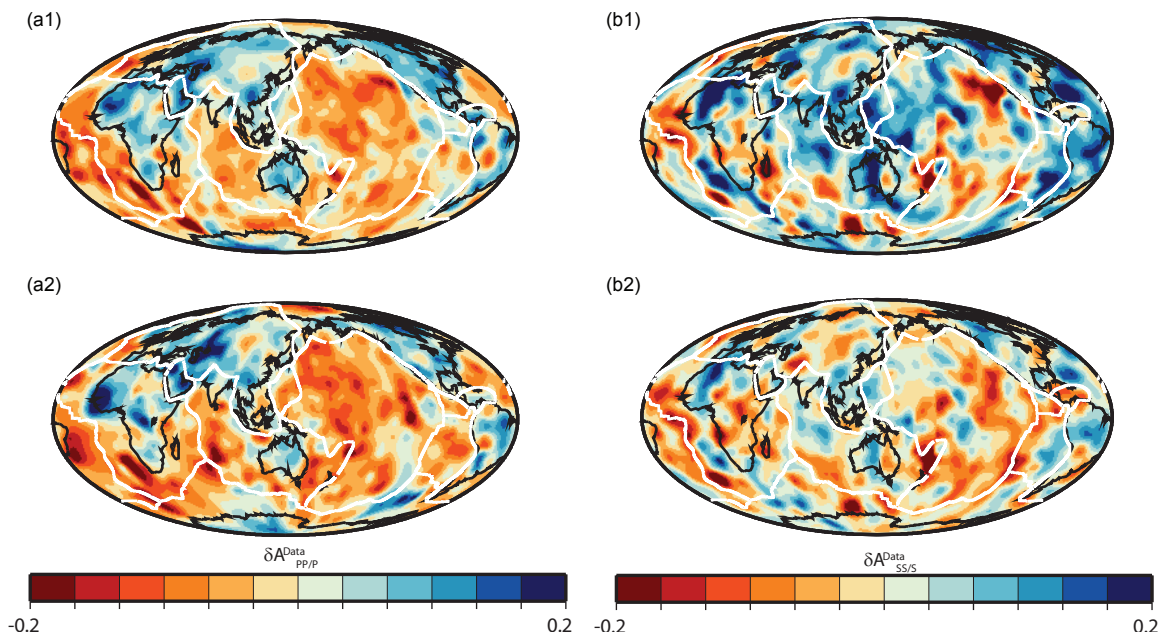 (a1)
(b1)
(a2)
(b2)
δA^Data_PP/P
-0.2
0.2
δA^Data_SS/S
-0.2
0.2